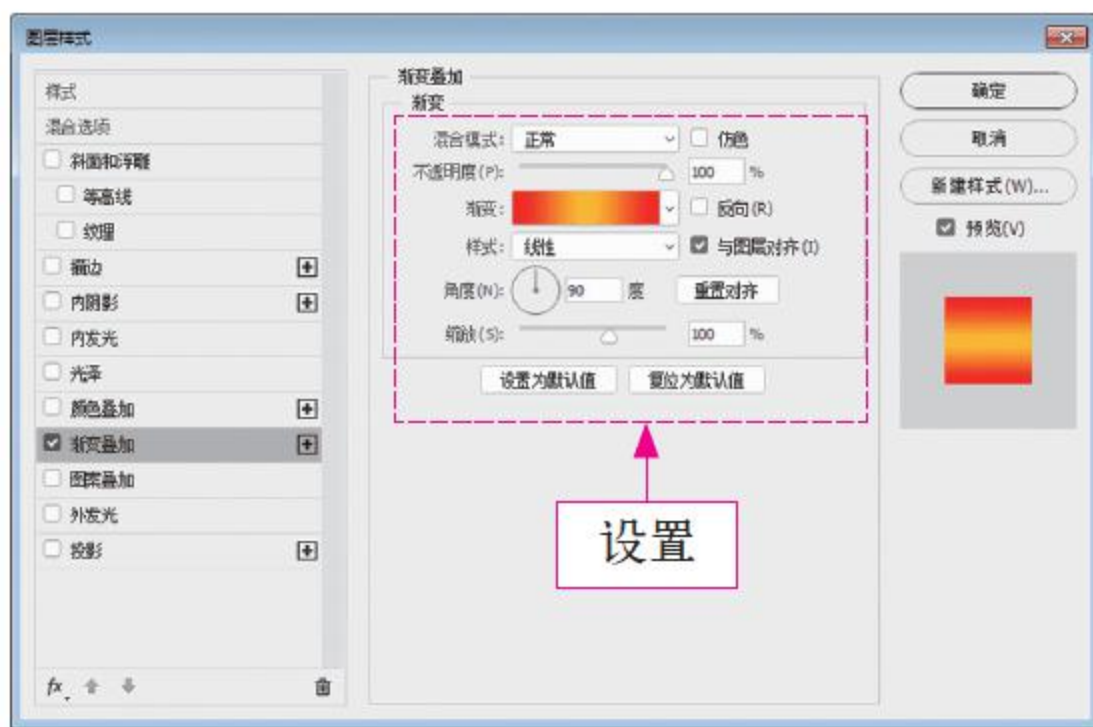 图层样式
样式
混合选项
斜面和浮雕
等高线
纹理
描边
内阴影
内发光
光泽
颜色叠加
渐变叠加
图案叠加
外发光
投影
fx
渐变叠加
渐变
混合模式: 正常 仿色
不透明度(P): 100 %
渐变: 反向(R)
样式: 线性 与图层对齐(I)
角度(N): 90 度 重置对齐
缩放(S): 100 %
设置为默认值 复位为默认值
设置
确定
取消
新建样式(W)...
预览(V)